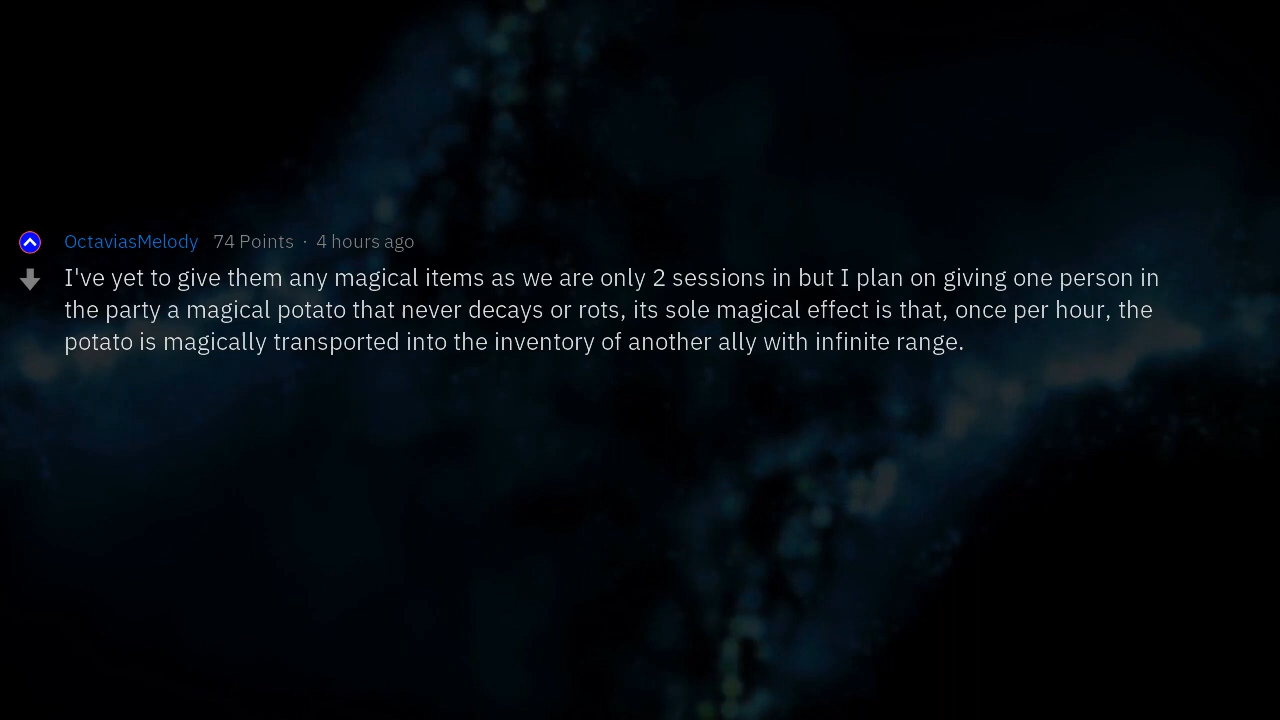 OctaviasMelody 74 Points · 4 hours ago
I've yet to give them any magical items as we are only 2 sessions in but I plan on giving one person in
the party a magical potato that never decays or rots, its sole magical effect is that, once per hour, the
potato is magically transported into the inventory of another ally with infinite range.